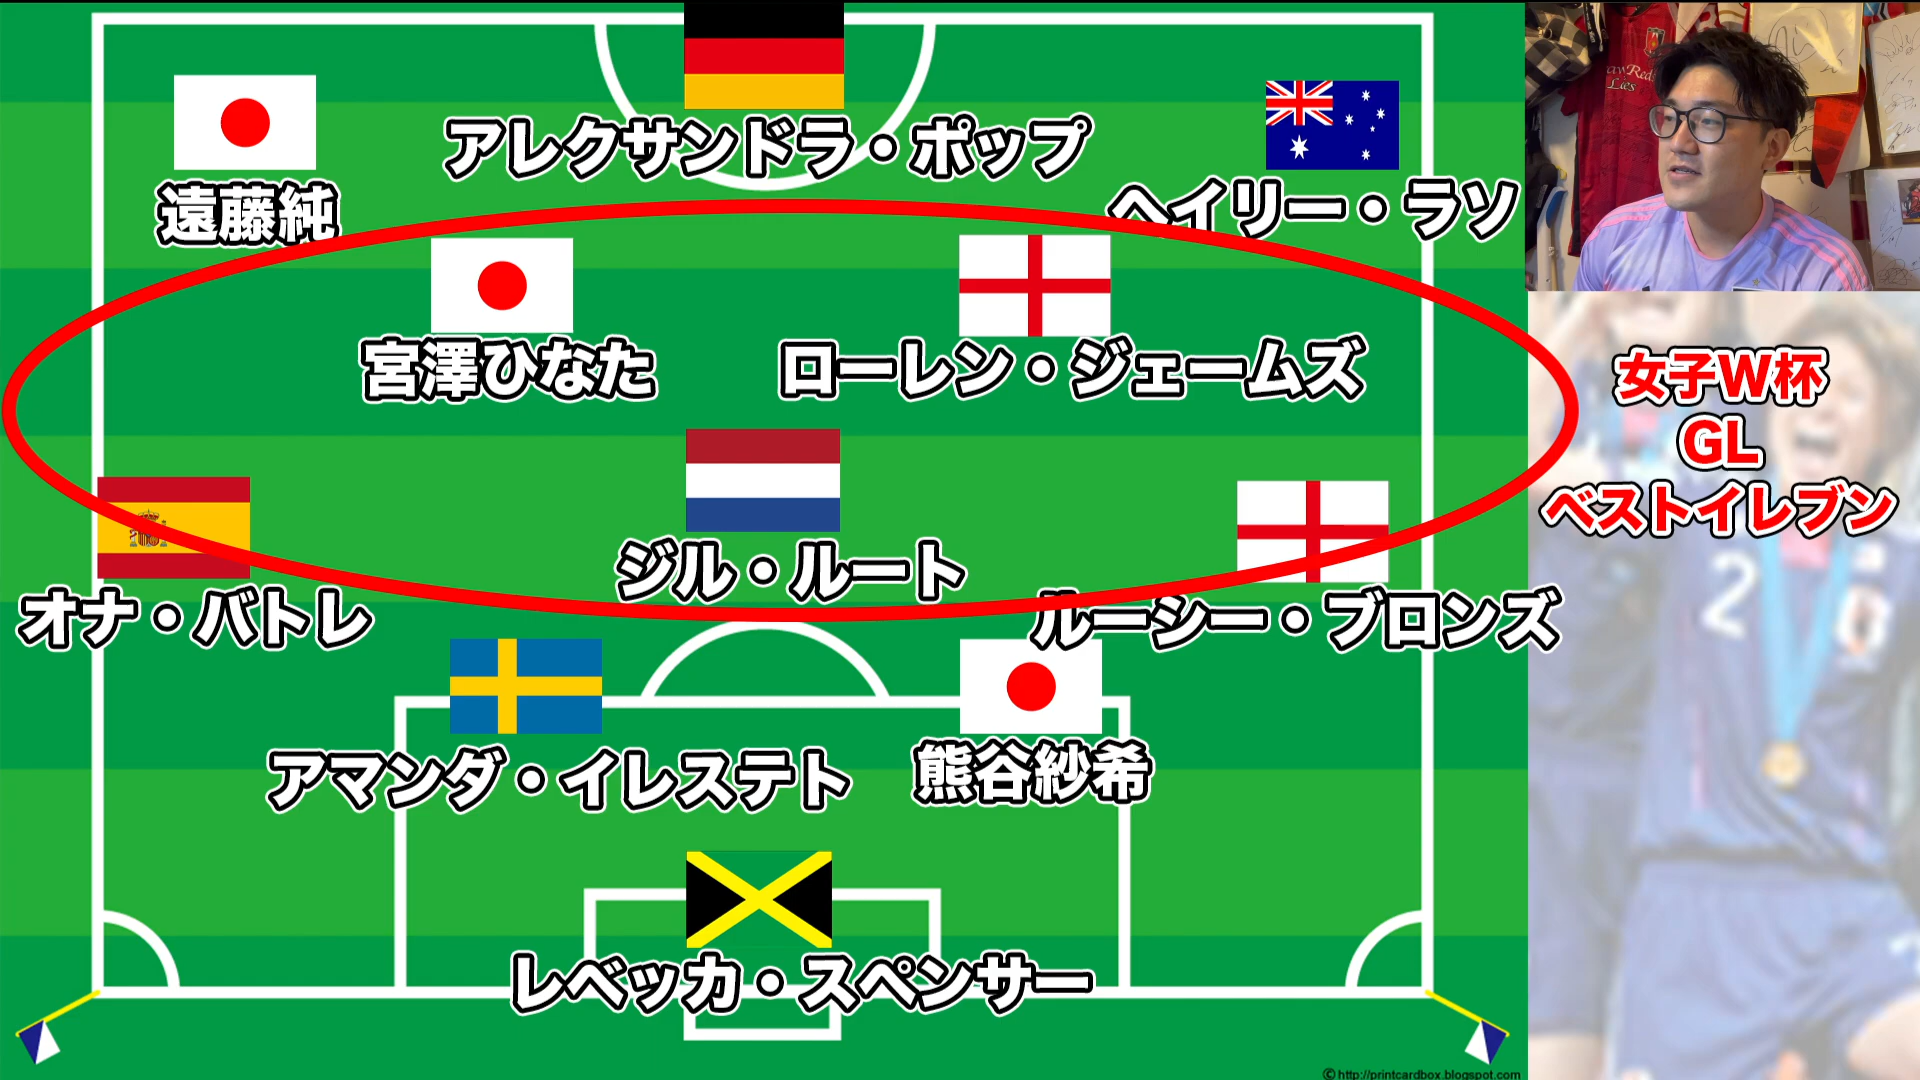 アレクサンドラ・ポップ
遠藤純
ヘイリー・ラソ
宮澤ひなた
ローレン・ジェームズ
ジル・ルート
オナ・バトレ
ルーシー・ブロンズ
アマンダ・イレステト
熊谷紗希
レベッカ・スペンサー
女子W杯
GL
ベストイレブン
2
©http://printcardbox.blogspot.com